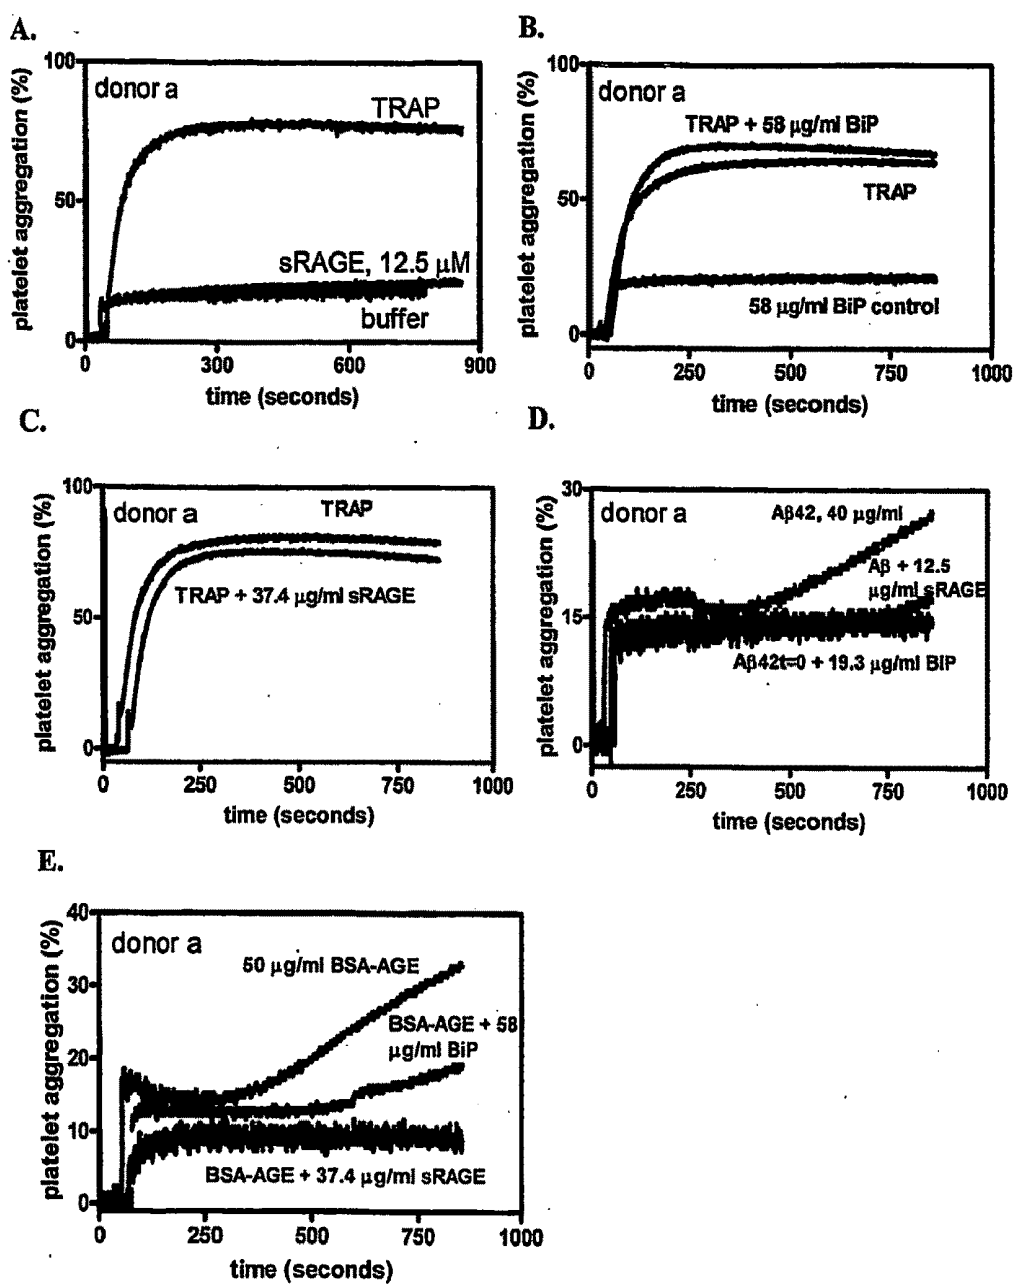 A.
platelet aggregation (%)
100
50
0
donor a
TRAP
sRAGE, 12.5 µM
buffer
0 300 600 900
time (seconds)
B.
platelet aggregation (%)
100
50
0
donor a
TRAP + 58 µg/ml BiP
TRAP
58 µg/ml BiP control
0 250 500 750 1000
time (seconds)
C.
platelet aggregation (%)
100
50
0
donor a
TRAP
TRAP + 37.4 µg/ml sRAGE
0 250 500 750 1000
time (seconds)
D.
platelet aggregation (%)
30
15
0
donor a
Aβ42, 40 µg/ml
Aβ + 12.5
µg/ml sRAGE
Aβ42t=0 + 19.3 µg/ml BiP
0 250 500 750 1000
time (seconds)
E.
platelet aggregation (%)
40
30
20
10
0
donor a
50 µg/ml BSA-AGE
BSA-AGE + 58
µg/ml BiP
BSA-AGE + 37.4 µg/ml sRAGE
0 250 500 750 1000
time (seconds)